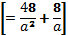 [= 48/a² + 8/a]